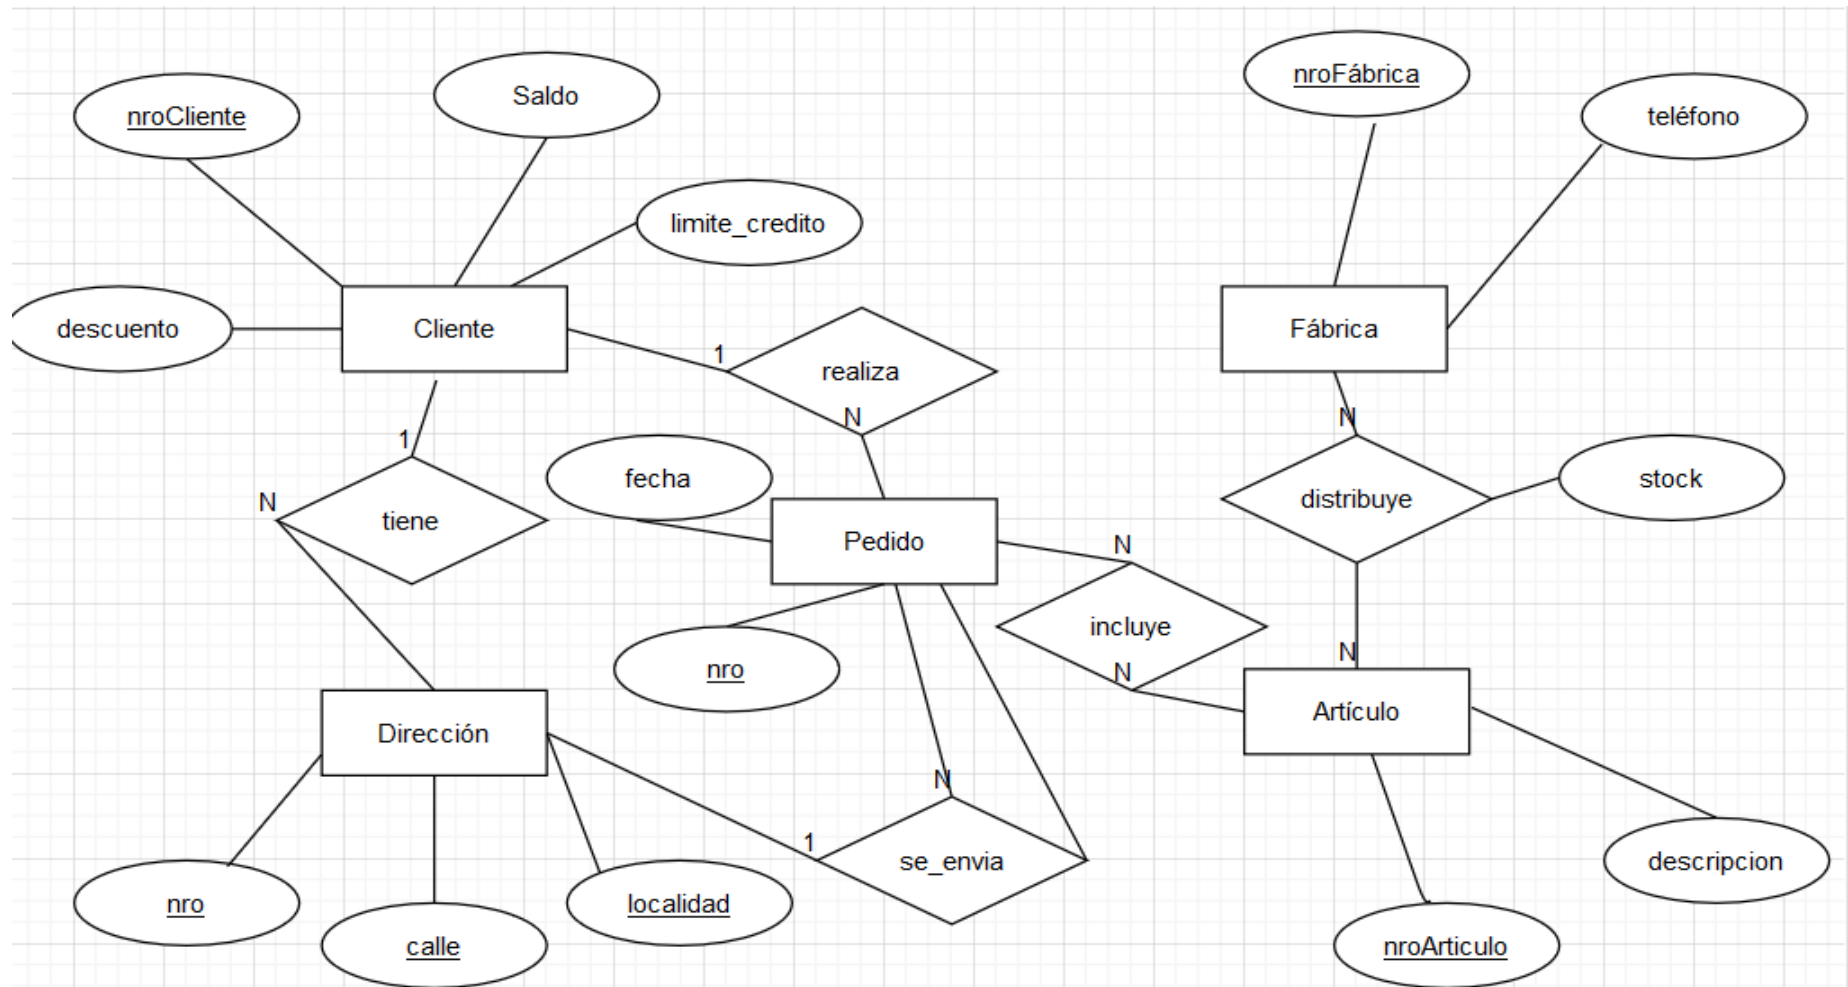 nroFábrica
Saldo
nroCliente
teléfono
limite_credito
descuento
Cliente
Fábrica
1
realiza
N
N
1
fecha
stock
N
distribuye
tiene
Pedido
N
incluye
N
N
nro
Artículo
Dirección
N
1
se_envia
descripcion
nro
localidad
calle
nroArticulo